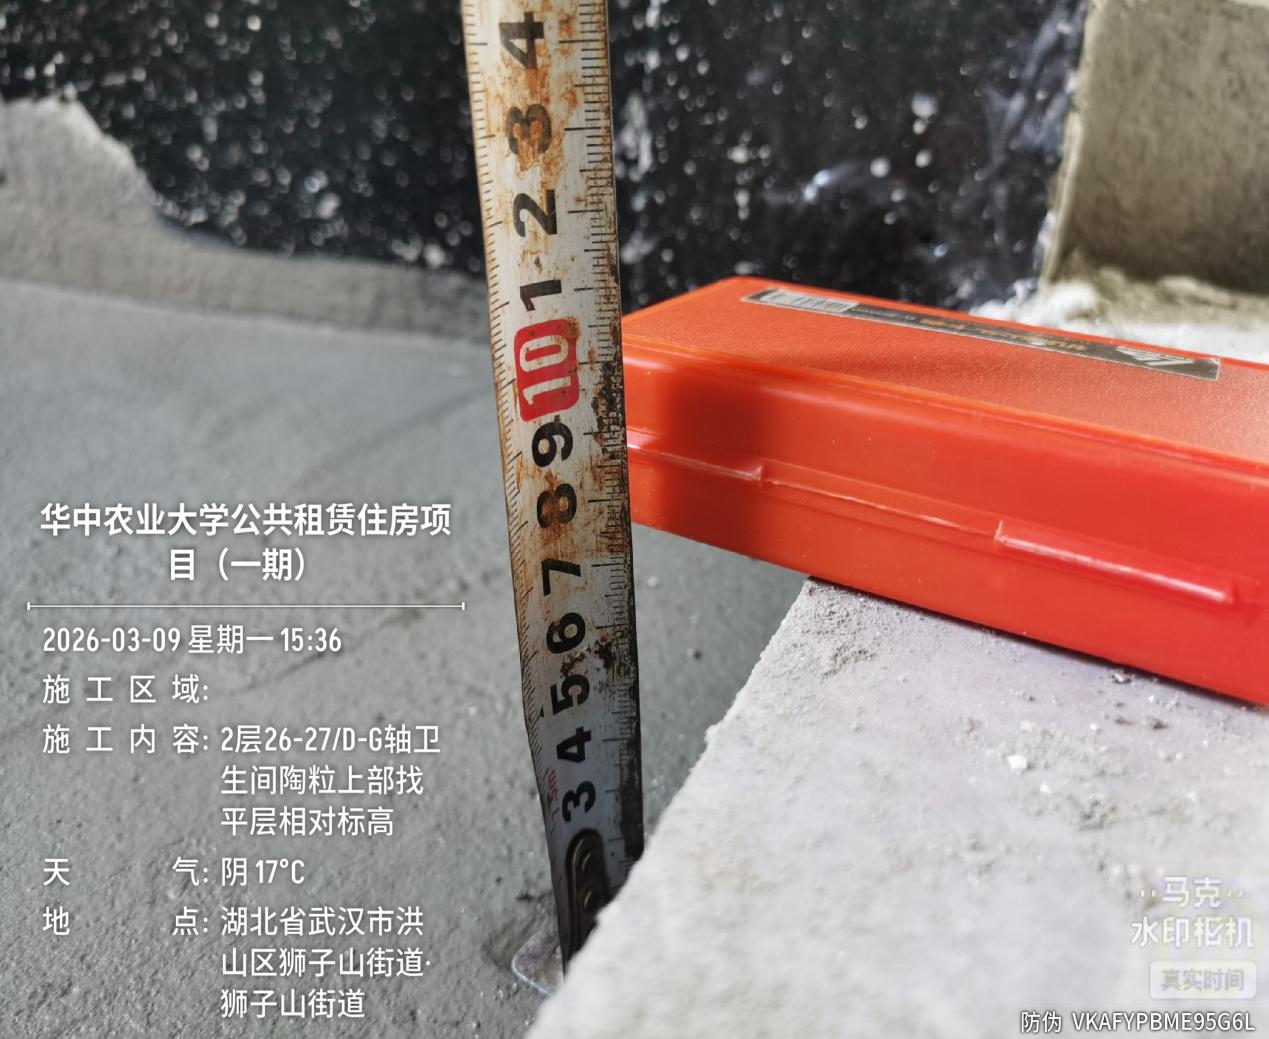 4
3
2
1
10
9
8
7
6
5
4
3
华中农业大学公共租赁住房项
目（一期）
2026-03-09 星期一 15:36
施工区域:
施工内容: 2层26-27/D-G轴卫
生间陶粒上部找
平层相对标高
天气: 阴 17°C
地点: 湖北省武汉市洪
山区狮子山街道·
狮子山街道
马克
水印相机
真实时间
防伪 VKAFYPBME95G6L